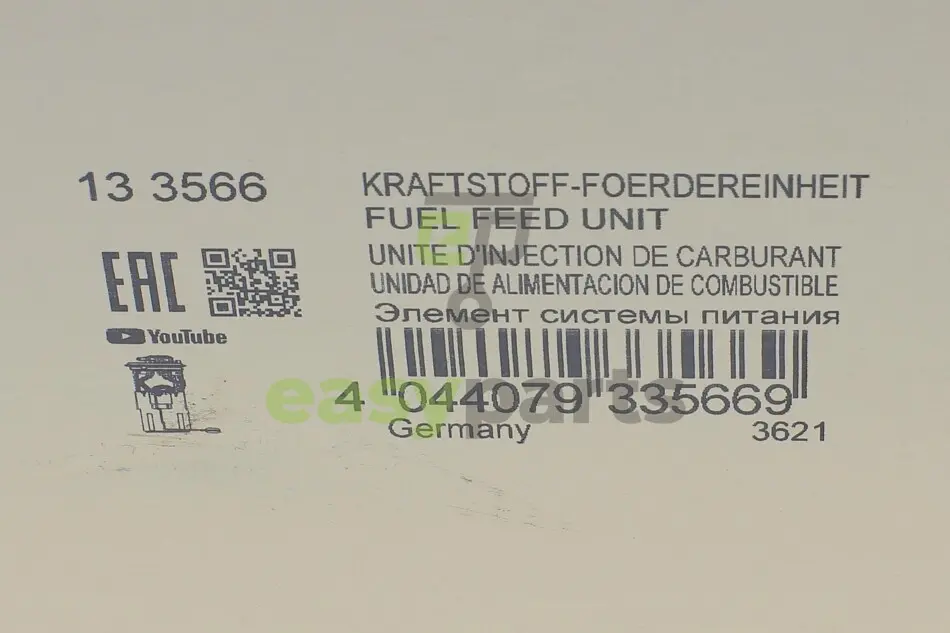 13 3566
KRAFTSTOFF-FOERDEREINHEIT
FUEL FEED UNIT
UNITE D'INJECTION DE CARBURANT
UNIDAD DE ALIMENTACION DE COMBUSTIBLE
Элемент системы питания
EAC
YouTube
4 044079 335669
Germany
3621
easyparts